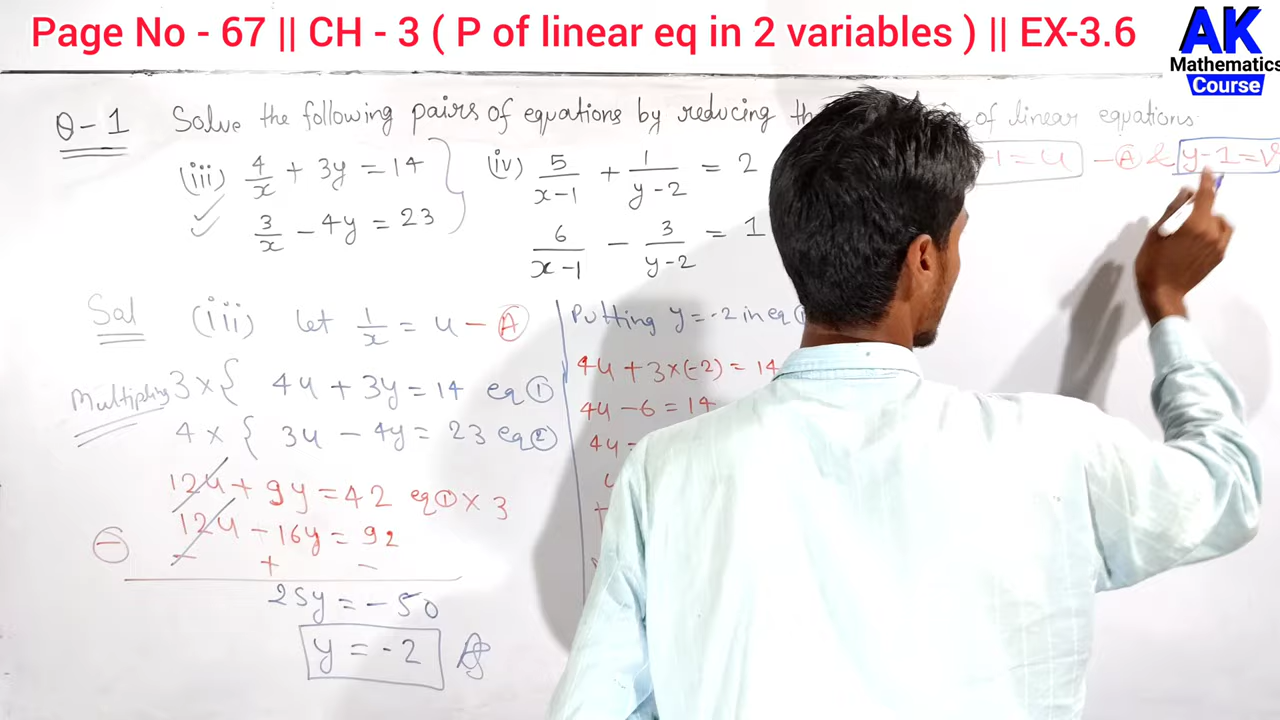 Page No - 67 || CH - 3 ( P of linear eq in 2 variables ) || EX-3.6
AK
Mathematics
Course
Q-1 Solve the following pairs of equations by reducing of linear equations.
(iii) 4/x + 3y = 14
3/x - 4y = 23
(iv) 5/(x-1) + 1/(y-2) = 2
6/(x-1) - 3/(y-2) = 1
-1 = u - Ⓐ & y-1 = v
Sol (iii) let 1/x = u - Ⓐ
Multipling 3 × { 4u + 3y = 14 eq ①
4 × { 3u - 4y = 23 eq ②
12u + 9y = 42 eq ① × 3
⊖ 12u - 16y = 92
- + -
25y = -50
y = -2
Putting y = -2 in eq
4u + 3×(-2) = 14
4u - 6 = 14
4u =